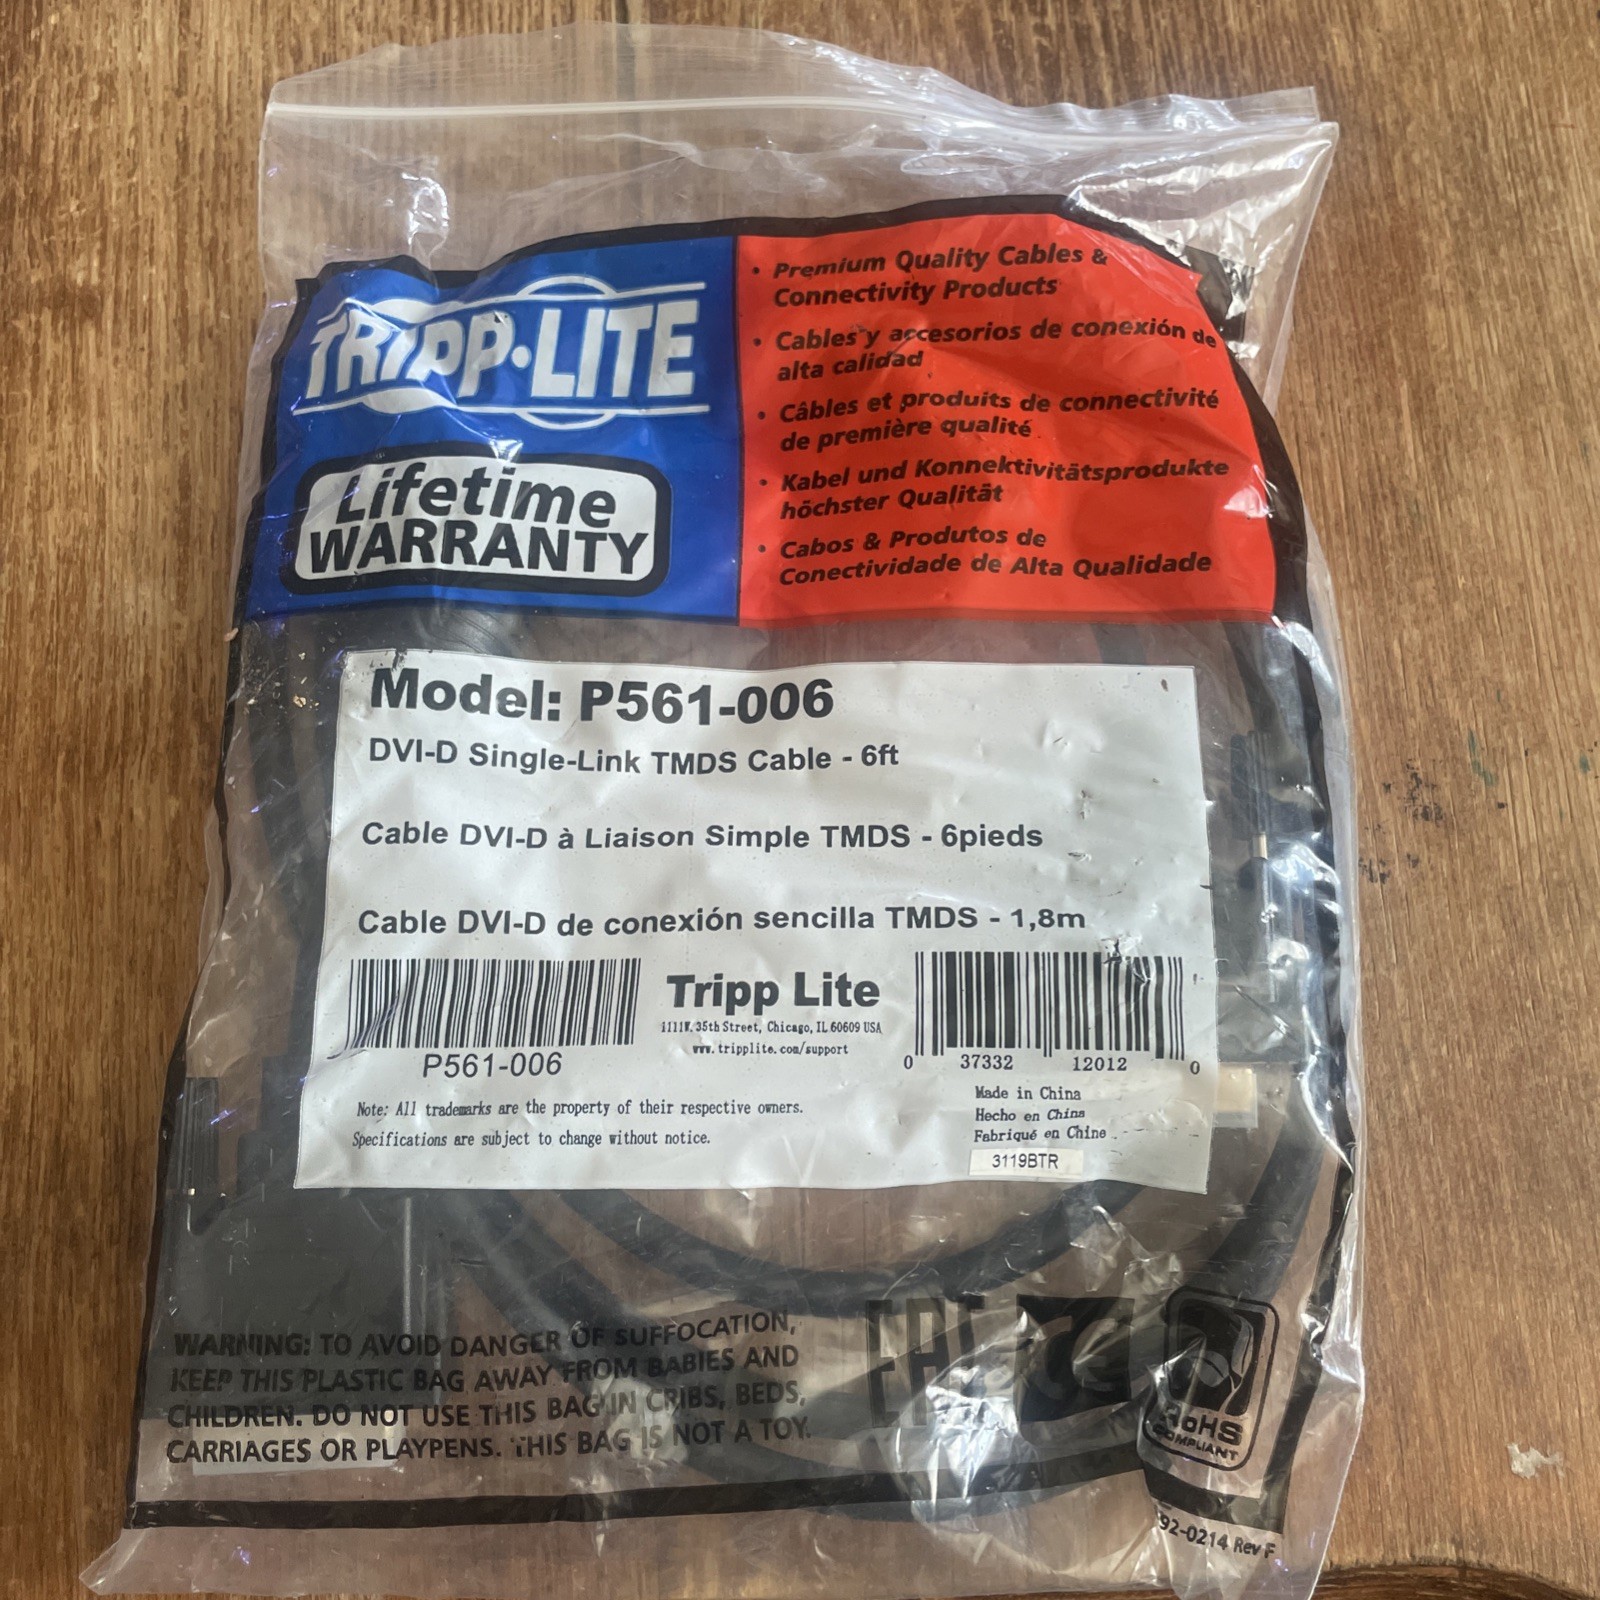 TRIPP·LITE
Lifetime
WARRANTY
• Premium Quality Cables &
Connectivity Products
• Cables y accesorios de conexión de
alta calidad
• Câbles et produits de connectivité
de première qualité
• Kabel und Konnektivitätsprodukte
höchster Qualität
• Cabos & Produtos de
Conectividade de Alta Qualidade
Model: P561-006
DVI-D Single-Link TMDS Cable - 6ft
Cable DVI-D à Liaison Simple TMDS - 6pieds
Cable DVI-D de conexión sencilla TMDS - 1,8m
P561-006
Tripp Lite
1111W. 35th Street, Chicago, IL 60609 USA
www.tripplite.com/support
0 37332 12012 0
Note: All trademarks are the property of their respective owners.
Specifications are subject to change without notice.
Made in China
Hecho en China
Fabriqué en Chine
3119BTR
WARNING: TO AVOID DANGER OF SUFFOCATION,
KEEP THIS PLASTIC BAG AWAY FROM BABIES AND
CHILDREN. DO NOT USE THIS BAG IN CRIBS, BEDS,
CARRIAGES OR PLAYPENS. THIS BAG IS NOT A TOY.
EAC
CE
RoHS
COMPLIANT
92-0214 Rev F